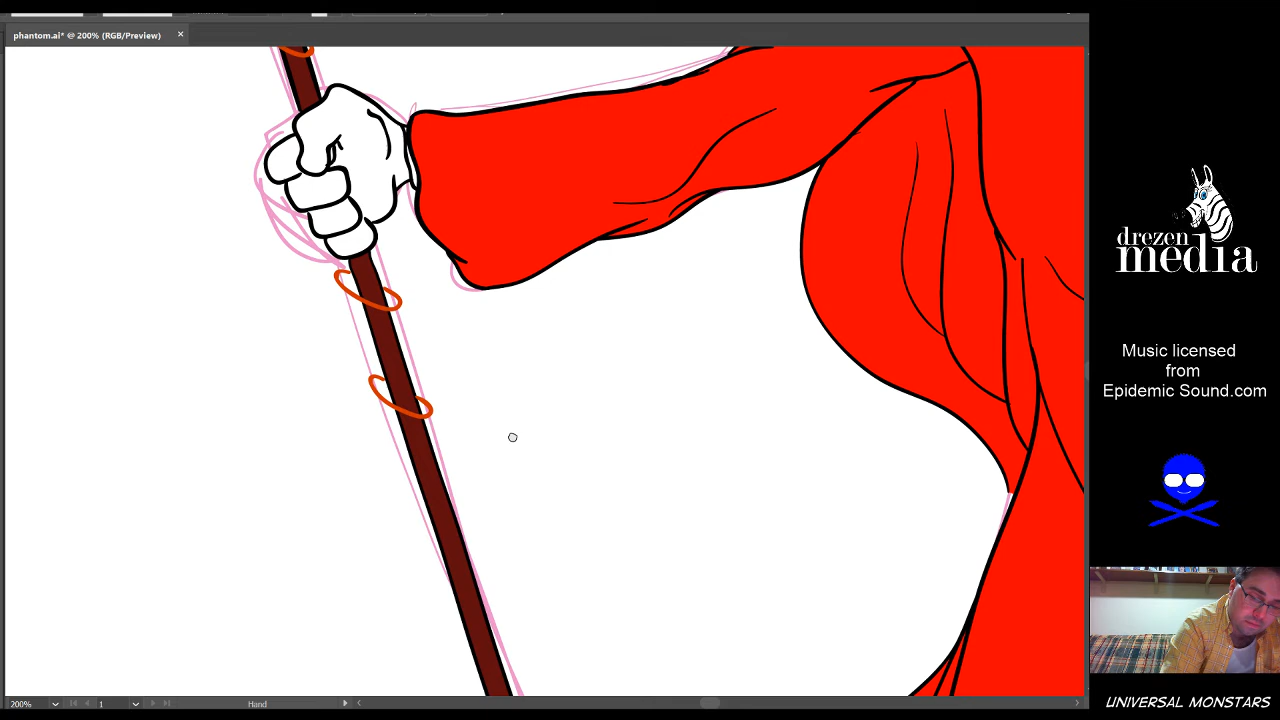 phantom.ai* @ 200% (RGB/Preview)
drezen
media
Music licensed
from
Epidemic Sound.com
200%
1
Hand
UNIVERSAL MONSTARS